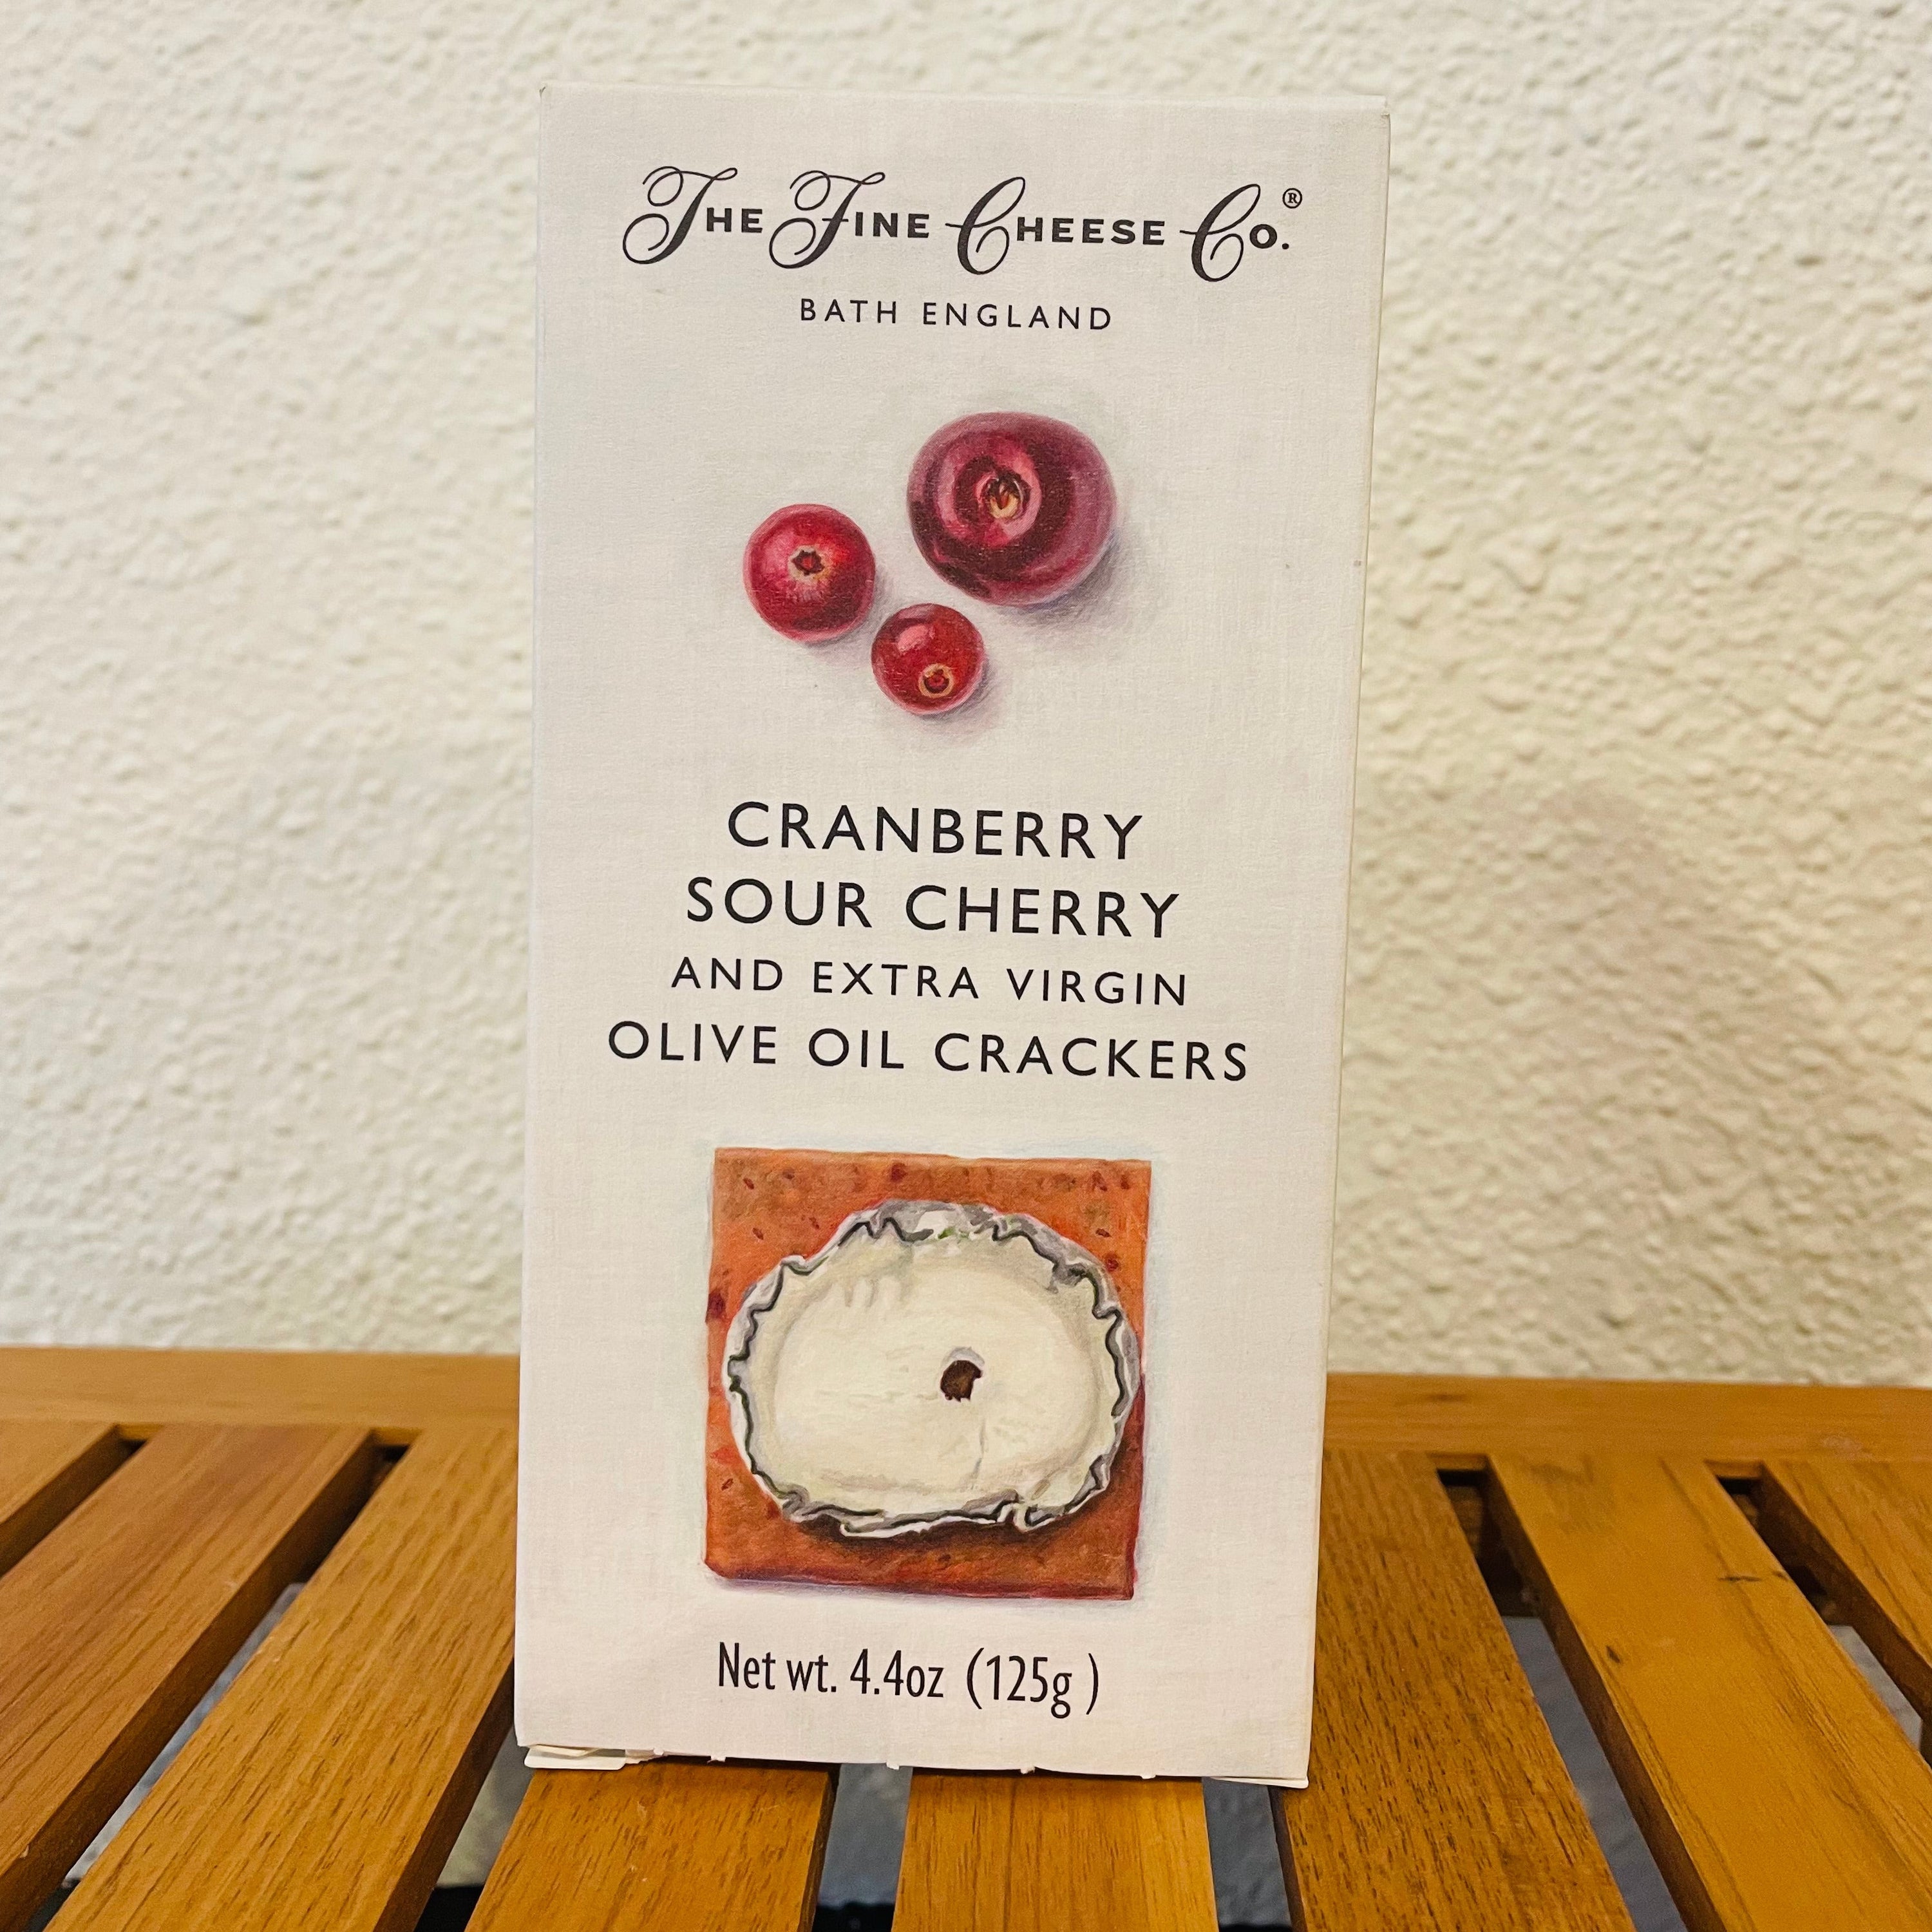 The Fine Cheese Co.®
BATH ENGLAND
CRANBERRY
SOUR CHERRY
AND EXTRA VIRGIN
OLIVE OIL CRACKERS
Net wt. 4.4oz (125g )